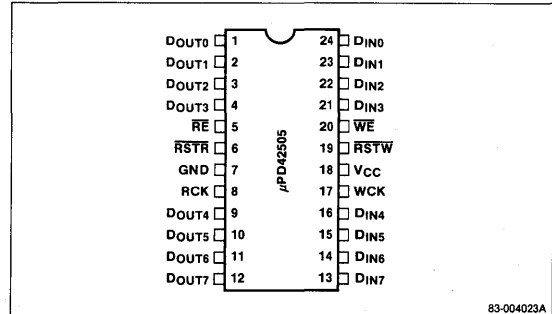 DOUT0 1 24 DIN0
DOUT1 2 23 DIN1
DOUT2 3 22 DIN2
DOUT3 4 21 DIN3
RE 5 20 WE
RSTR 6 19 RSTW
GND 7 18 VCC
RCK 8 17 WCK
DOUT4 9 16 DIN4
DOUT5 10 15 DIN5
DOUT6 11 14 DIN6
DOUT7 12 13 DIN7
μPD42505
83-004023A